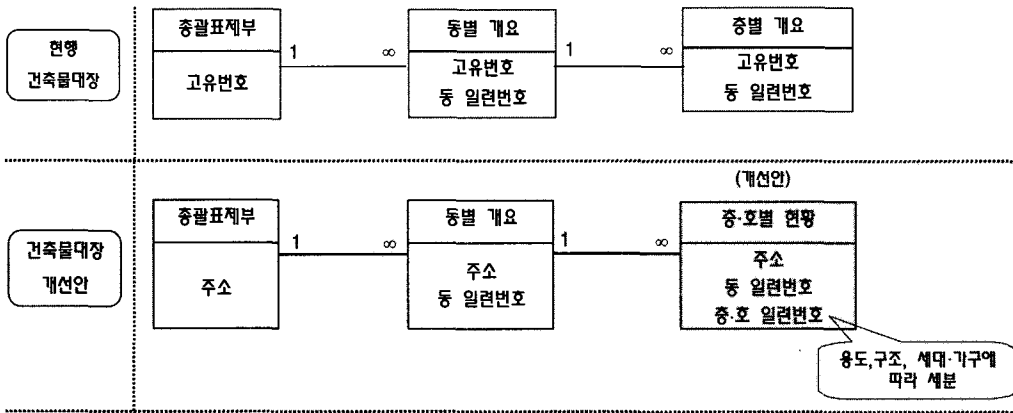 현행
건축물대장
총괄표제부
고유번호
1
∞
동별 개요
고유번호
동 일련번호
1
∞
층별 개요
고유번호
동 일련번호
건축물대장
개선안
총괄표제부
주소
1
∞
동별 개요
주소
동 일련번호
1
∞
(개선안)
층·호별 현황
주소
동 일련번호
층·호 일련번호
용도,구조, 세대·가구에
따라 세분